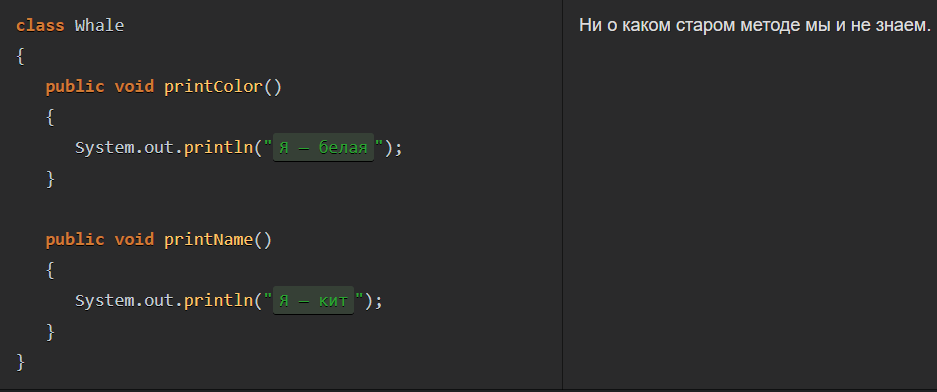 class Whale
{
public void printColor()
{
System.out.println("Я – белая");
}
public void printName()
{
System.out.println("Я – кит");
}
}
Ни о каком старом методе мы и не знаем.